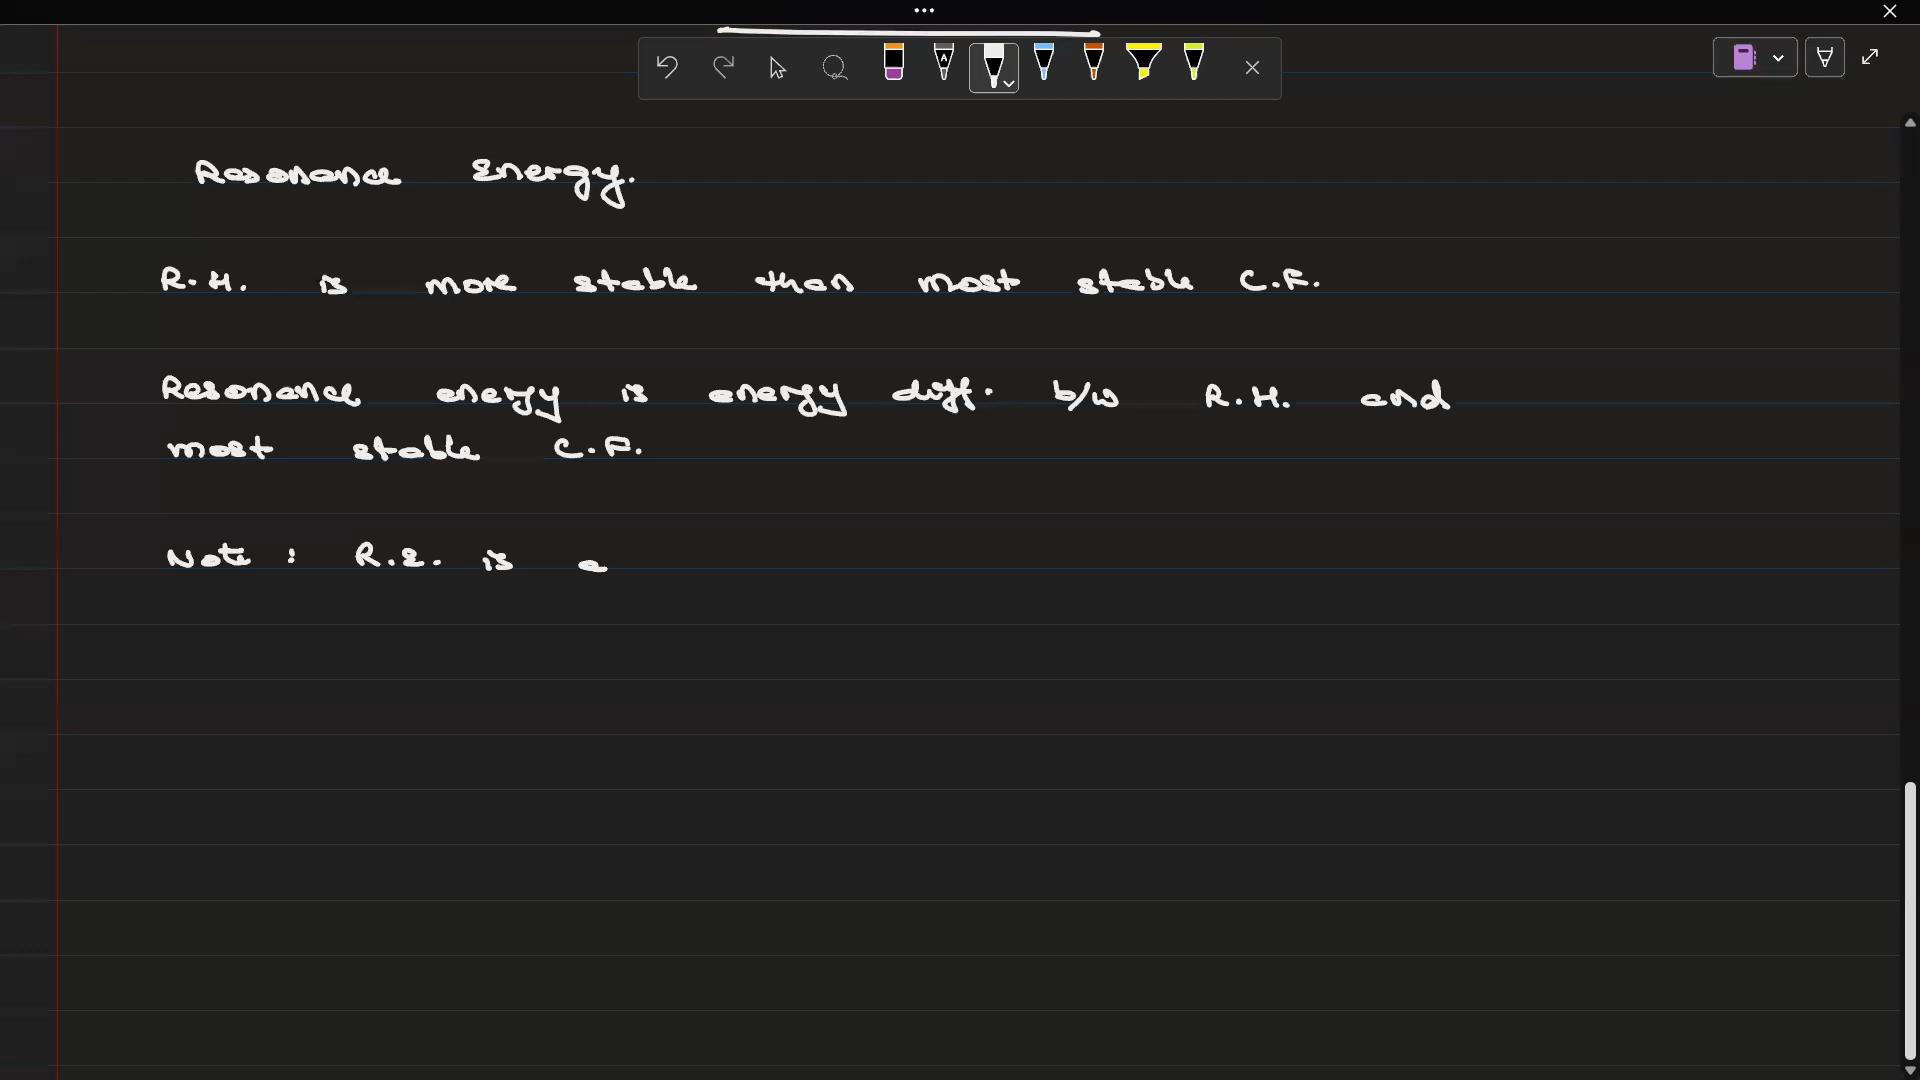 Resonance Energy.
R.H. is more stable than most stable C.F.
Resonance energy is energy diff. b/w R.H. and
most stable C.F.
Note : R.E. is a